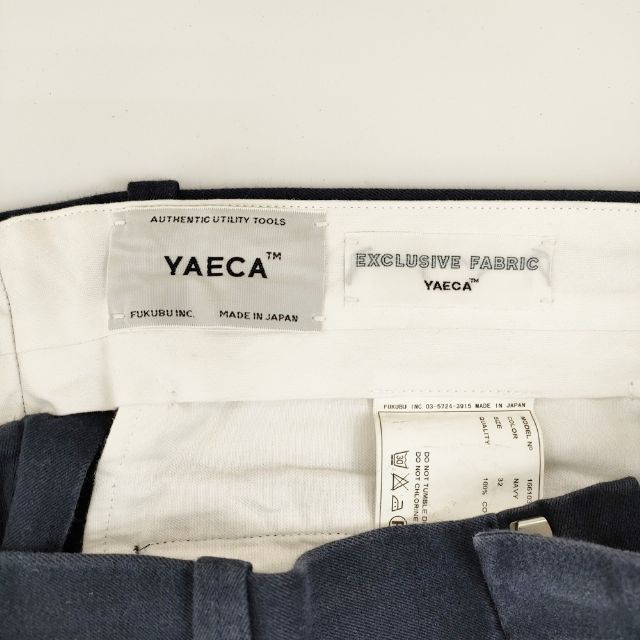 AUTHENTIC UTILITY TOOLS
YAECA™
FUKUBU INC. MADE IN JAPAN
EXCLUSIVE FABRIC
YAECA™
FUKUBU INC 03-5724-3915 MADE IN JAPAN
MODEL Nº
COLOR NAVY
SIZE 32
QUALITY 100%
DO NOT TUMBLE
DO NOT CHLORINE